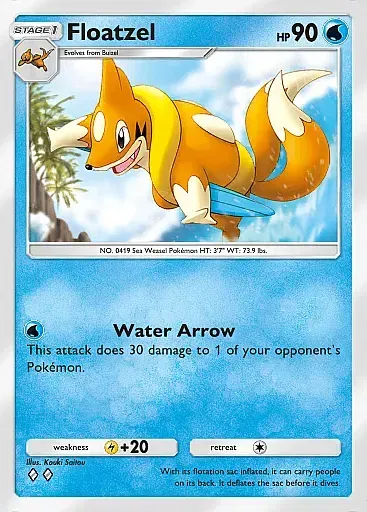 STAGE 1 Floatzel HP 90
Evolves from Buizel
NO. 0419 Sea Weasel Pokémon HT: 3'7" WT: 73.9 lbs.
Water Arrow
This attack does 30 damage to 1 of your opponent's
Pokémon.
weakness +20 retreat
Illus. Kouki Saitou
With its flotation sac inflated, it can carry people
on its back. It deflates the sac before it dives.